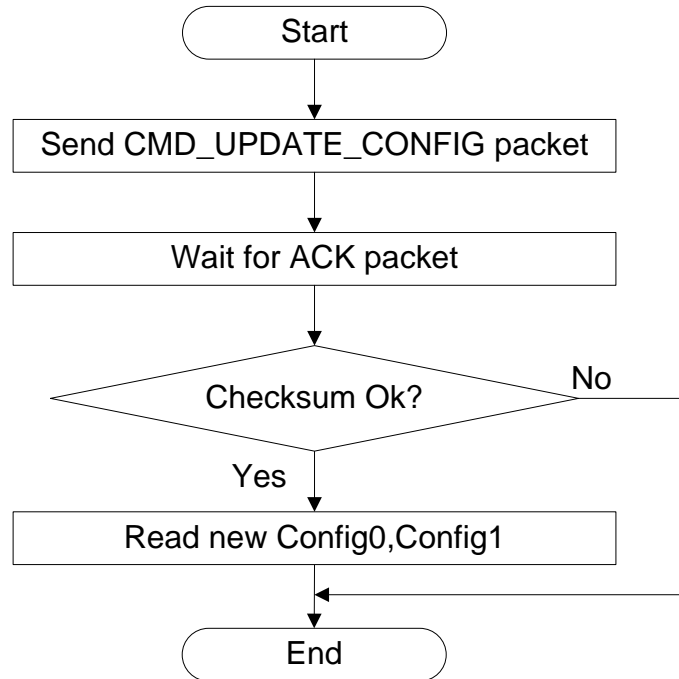 Start
Send CMD_UPDATE_CONFIG packet
Wait for ACK packet
Checksum Ok?
No
Yes
Read new Config0,Config1
End